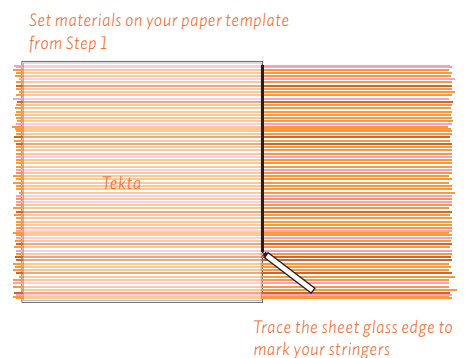 Set materials on your paper template
from Step 1
Tekta
Trace the sheet glass edge to
mark your stringers